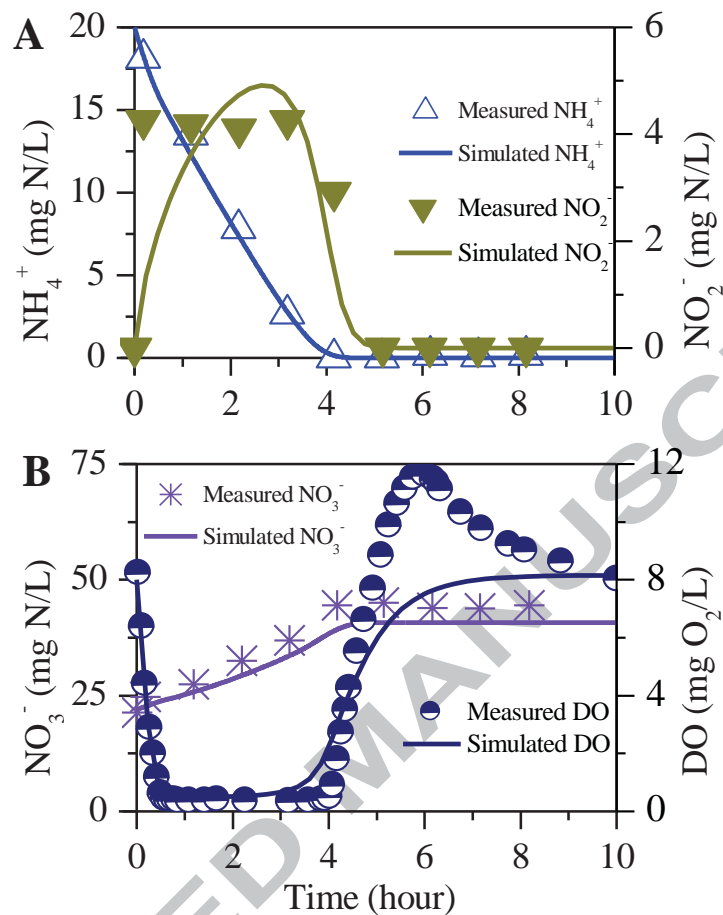 A
20
15
10
5
0
NH₄⁺ (mg N/L)
6
4
2
0
NO₂⁻ (mg N/L)
Measured NH₄⁺
Simulated NH₄⁺
Measured NO₂⁻
Simulated NO₂⁻
0 2 4 6 8 10
B
75
50
25
0
NO₃⁻ (mg N/L)
12
8
4
0
DO (mg O₂/L)
Measured NO₃⁻
Simulated NO₃⁻
Measured DO
Simulated DO
0 2 4 6 8 10
Time (hour)
ED MANUSC